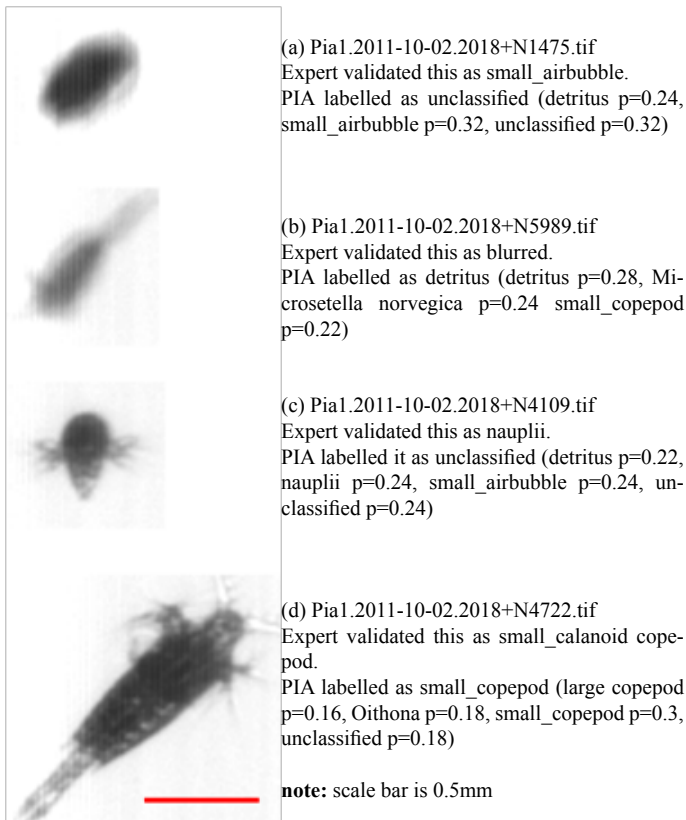 (a) Pia1.2011-10-02.2018+N1475.tif
Expert validated this as small_airbubble.
PIA labelled as unclassified (detritus p=0.24,
small_airbubble p=0.32, unclassified p=0.32)
(b) Pia1.2011-10-02.2018+N5989.tif
Expert validated this as blurred.
PIA labelled as detritus (detritus p=0.28, Mi-
crosetella norvegica p=0.24 small_copepod
p=0.22)
(c) Pia1.2011-10-02.2018+N4109.tif
Expert validated this as nauplii.
PIA labelled it as unclassified (detritus p=0.22,
nauplii p=0.24, small_airbubble p=0.24, un-
classified p=0.24)
(d) Pia1.2011-10-02.2018+N4722.tif
Expert validated this as small_calanoid cope-
pod.
PIA labelled as small_copepod (large copepod
p=0.16, Oithona p=0.18, small_copepod p=0.3,
unclassified p=0.18)
note: scale bar is 0.5mm